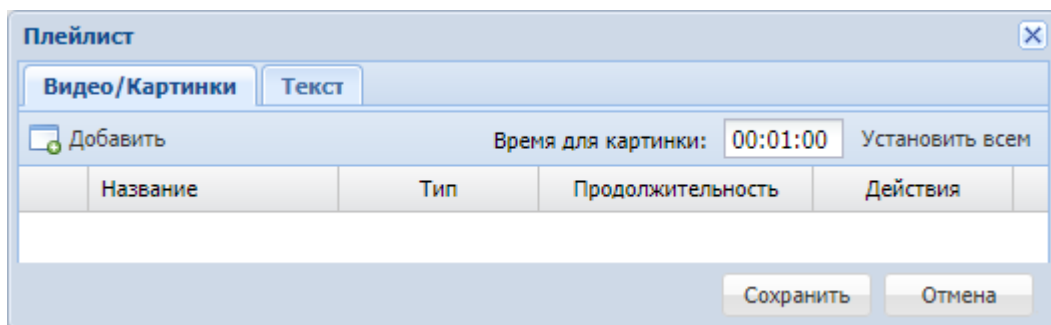 Плейлист
Видео/Картинки Текст
Добавить Время для картинки: 00:01:00 Установить всем
Название Тип Продолжительность Действия
Сохранить Отмена